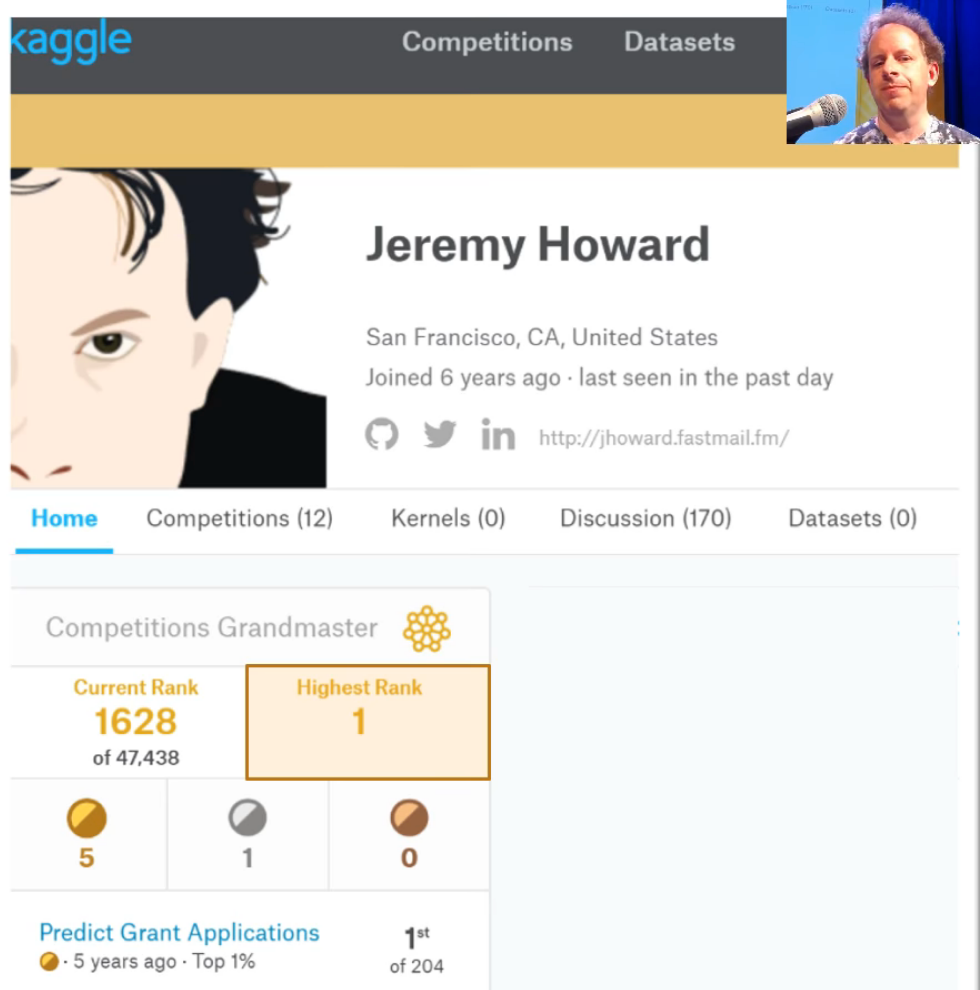 kaggle
Competitions Datasets
Jeremy Howard
San Francisco, CA, United States
Joined 6 years ago · last seen in the past day
in http://jhoward.fastmail.fm/
Home Competitions (12) Kernels (0) Discussion (170) Datasets (0)
Competitions Grandmaster
Current Rank Highest Rank
1628 1
of 47,438
5 1 0
Predict Grant Applications 1st
· 5 years ago · Top 1% of 204